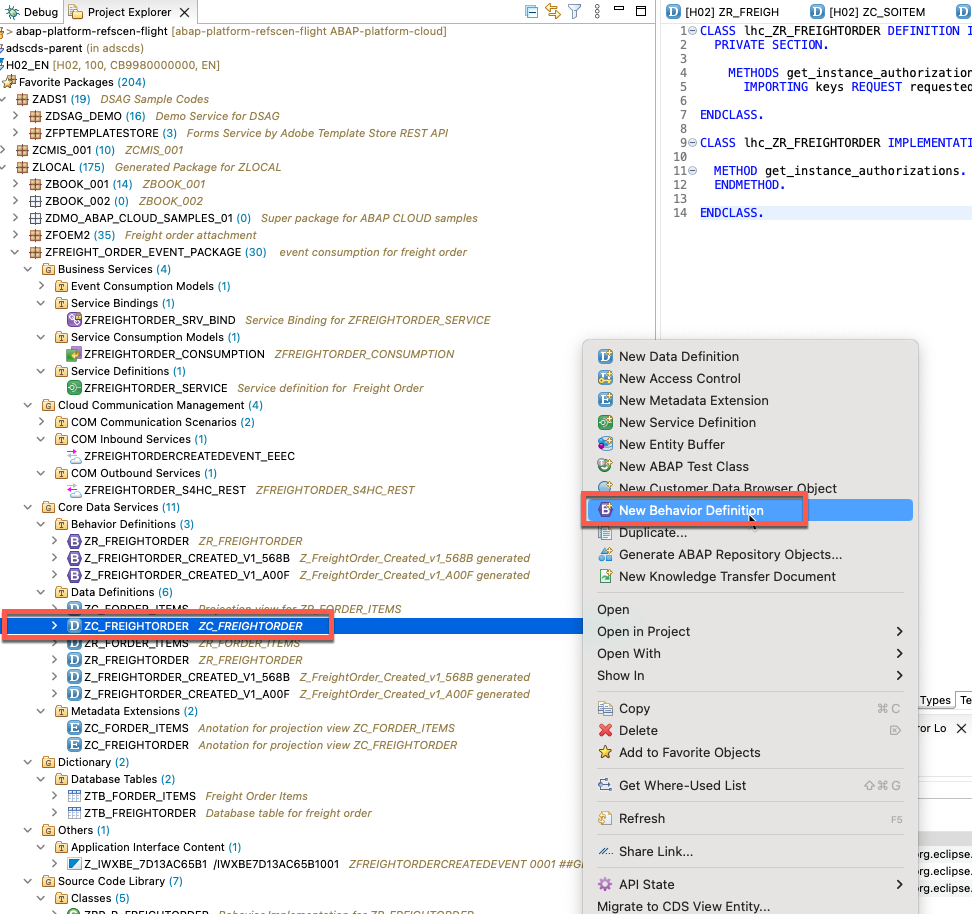 Debug Project Explorer
> abap-platform-refscen-flight [abap-platform-refscen-flight ABAP-platform-cloud]
adscds-parent (in adscds)
H02_EN [H02, 100, CB9980000000, EN]
Favorite Packages (204)
ZADS1 (19) DSAG Sample Codes
ZDSAG_DEMO (16) Demo Service for DSAG
ZFPTEMPLATESTORE (3) Forms Service by Adobe Template Store REST API
ZCMIS_001 (10) ZCMIS_001
ZLOCAL (175) Generated Package for ZLOCAL
ZBOOK_001 (14) ZBOOK_001
ZBOOK_002 (0) ZBOOK_002
ZDMO_ABAP_CLOUD_SAMPLES_01 (0) Super package for ABAP CLOUD samples
ZFOEM2 (35) Freight order attachment
ZFREIGHT_ORDER_EVENT_PACKAGE (30) event consumption for freight order
G Business Services (4)
T Event Consumption Models (1)
T Service Bindings (1)
ZFREIGHTORDER_SRV_BIND Service Binding for ZFREIGHTORDER_SERVICE
T Service Consumption Models (1)
ZFREIGHTORDER_CONSUMPTION ZFREIGHTORDER_CONSUMPTION
T Service Definitions (1)
ZFREIGHTORDER_SERVICE Service definition for Freight Order
G Cloud Communication Management (4)
T COM Communication Scenarios (2)
T COM Inbound Services (1)
ZFREIGHTORDERCREATEDEVENT_EEEC
T COM Outbound Services (1)
ZFREIGHTORDER_S4HC_REST ZFREIGHTORDER_S4HC_REST
G Core Data Services (11)
T Behavior Definitions (3)
B ZR_FREIGHTORDER ZR_FREIGHTORDER
B Z_FREIGHTORDER_CREATED_V1_568B Z_FreightOrder_Created_v1_568B generated
B Z_FREIGHTORDER_CREATED_V1_A00F Z_FreightOrder_Created_v1_A00F generated
T Data Definitions (6)
D ZC_FORDER_ITEMS Projection view for ZR_FORDER_ITEMS
D ZC_FREIGHTORDER ZC_FREIGHTORDER
D ZR_FORDER_ITEMS ZR_FORDER_ITEMS
D ZR_FREIGHTORDER ZR_FREIGHTORDER
D Z_FREIGHTORDER_CREATED_V1_568B Z_FreightOrder_Created_v1_568B generated
D Z_FREIGHTORDER_CREATED_V1_A00F Z_FreightOrder_Created_v1_A00F generated
T Metadata Extensions (2)
E ZC_FORDER_ITEMS Anotation for projection view ZC_FORDER_ITEMS
E ZC_FREIGHTORDER Anotation for projection view ZC_FREIGHTORDER
G Dictionary (2)
T Database Tables (2)
ZTB_FORDER_ITEMS Freight Order Items
ZTB_FREIGHTORDER Database table for freight order
G Others (1)
T Application Interface Content (1)
Z_IWXBE_7D13AC65B1 /IWXBE7D13AC65B1001 ZFREIGHTORDERCREATEDEVENT 0001 ##GE
G Source Code Library (7)
T Classes (5)
D [H02] ZR_FREIGH D [H02] ZC_SOITEM D
1 CLASS lhc_ZR_FREIGHTORDER DEFINITION I
2 PRIVATE SECTION.
3
4 METHODS get_instance_authorization
5 IMPORTING keys REQUEST requested
6
7 ENDCLASS.
8
9 CLASS lhc_ZR_FREIGHTORDER IMPLEMENTATI
10
11 METHOD get_instance_authorizations.
12 ENDMETHOD.
13
14 ENDCLASS.
New Data Definition
New Access Control
New Metadata Extension
New Service Definition
New Entity Buffer
New ABAP Test Class
New Customer Data Browser Object
New Behavior Definition
Duplicate...
Generate ABAP Repository Objects...
New Knowledge Transfer Document
Open
Open in Project
Open With
Show In
Copy ⌘ C
Delete ⌦
Add to Favorite Objects
Get Where-Used List ⇧ ⌘ G
Refresh F5
Share Link...
API State
Migrate to CDS View Entity...
Types Te
or Lo
org.eclipse.
org.eclipse.
org.eclipse.